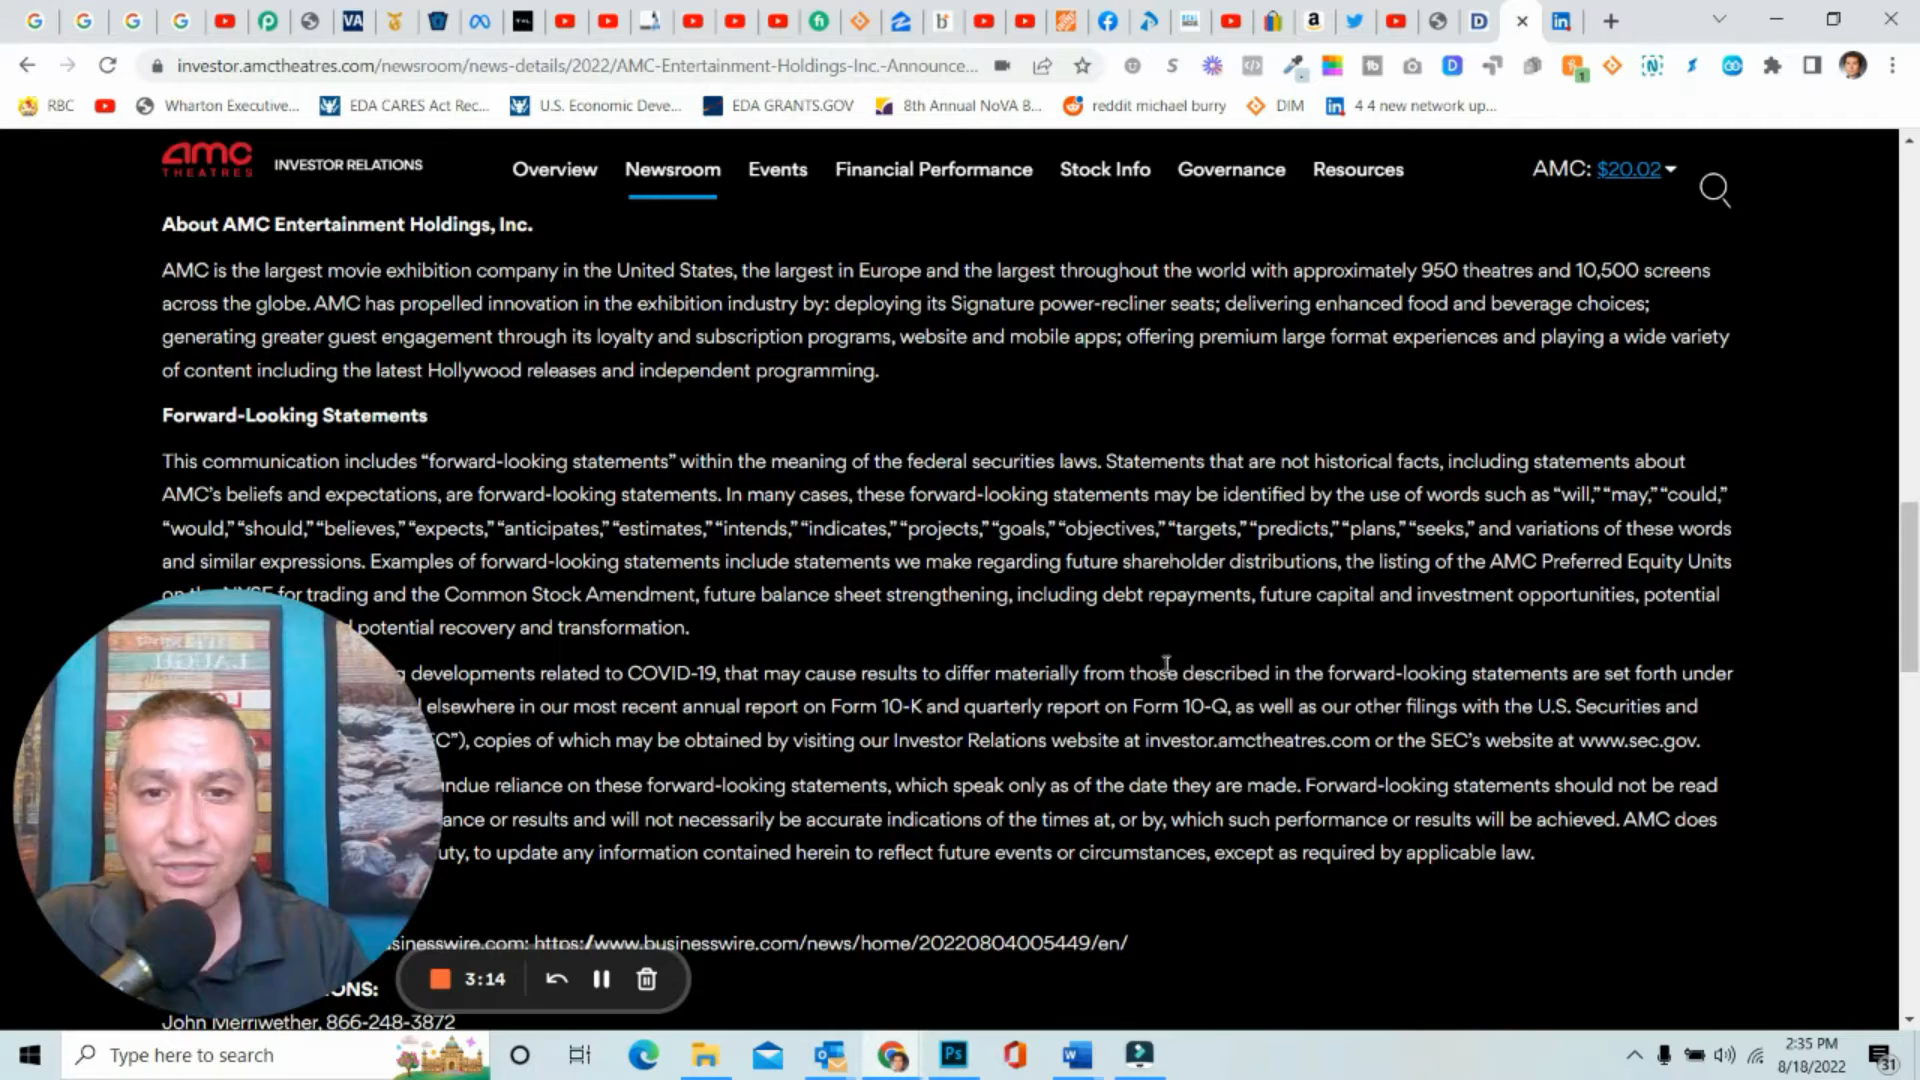 investor.amctheatres.com/newsroom/news-details/2022/AMC-Entertainment-Holdings-Inc.-Announce...
RBC
Wharton Executive...
EDA CARES Act Rec...
U.S. Economic Deve...
EDA GRANTS.GOV
8th Annual NoVA B...
reddit michael burry
DIM
4 4 new network up...
amc THEATRES INVESTOR RELATIONS
Overview
Newsroom
Events
Financial Performance
Stock Info
Governance
Resources
AMC: $20.02
About AMC Entertainment Holdings, Inc.
AMC is the largest movie exhibition company in the United States, the largest in Europe and the largest throughout the world with approximately 950 theatres and 10,500 screens
across the globe. AMC has propelled innovation in the exhibition industry by: deploying its Signature power-recliner seats; delivering enhanced food and beverage choices;
generating greater guest engagement through its loyalty and subscription programs, website and mobile apps; offering premium large format experiences and playing a wide variety
of content including the latest Hollywood releases and independent programming.
Forward-Looking Statements
This communication includes “forward-looking statements” within the meaning of the federal securities laws. Statements that are not historical facts, including statements about
AMC’s beliefs and expectations, are forward-looking statements. In many cases, these forward-looking statements may be identified by the use of words such as “will,” “may,” “could,”
“would,” “should,” “believes,” “expects,” “anticipates,” “estimates,” “intends,” “indicates,” “projects,” “goals,” “objectives,” “targets,” “predicts,” “plans,” “seeks,” and variations of these words
and similar expressions. Examples of forward-looking statements include statements we make regarding future shareholder distributions, the listing of the AMC Preferred Equity Units
on the NYSE for trading and the Common Stock Amendment, future balance sheet strengthening, including debt repayments, future capital and investment opportunities, potential
potential recovery and transformation.
developments related to COVID-19, that may cause results to differ materially from those described in the forward-looking statements are set forth under
elsewhere in our most recent annual report on Form 10-K and quarterly report on Form 10-Q, as well as our other filings with the U.S. Securities and
C”), copies of which may be obtained by visiting our Investor Relations website at investor.amctheatres.com or the SEC’s website at www.sec.gov.
ndue reliance on these forward-looking statements, which speak only as of the date they are made. Forward-looking statements should not be read
ance or results and will not necessarily be accurate indications of the times at, or by, which such performance or results will be achieved. AMC does
uty, to update any information contained herein to reflect future events or circumstances, except as required by applicable law.
sinesswire.com: https://www.businesswire.com/news/home/20220804005449/en/
3:14
ONS:
John Merriwether, 866-248-3872
Type here to search
2:35 PM
8/18/2022